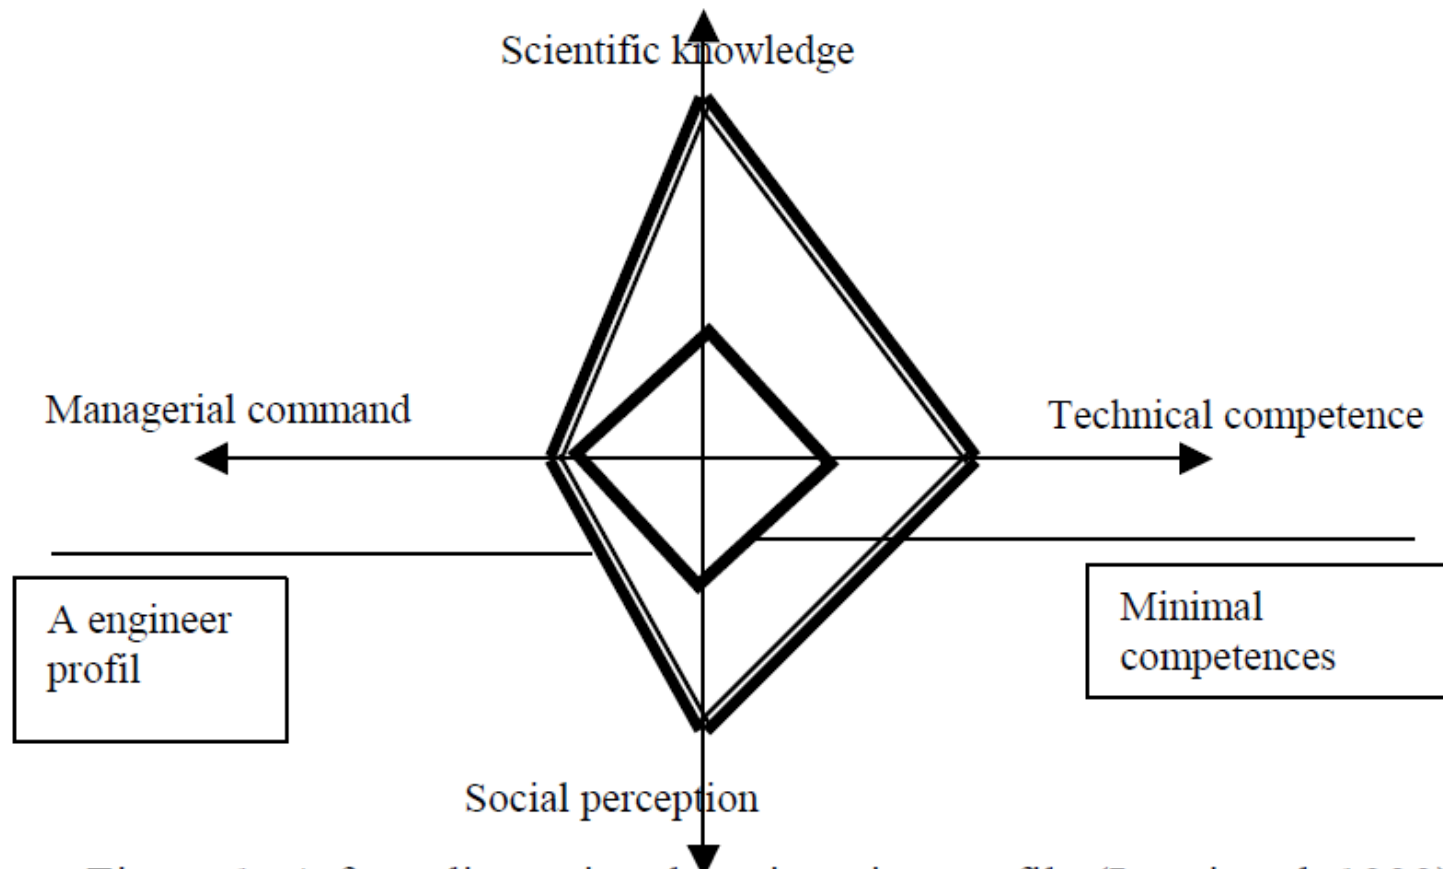 Scientific knowledge
Managerial command
Technical competence
A engineer
profil
Minimal
competences
Social perception